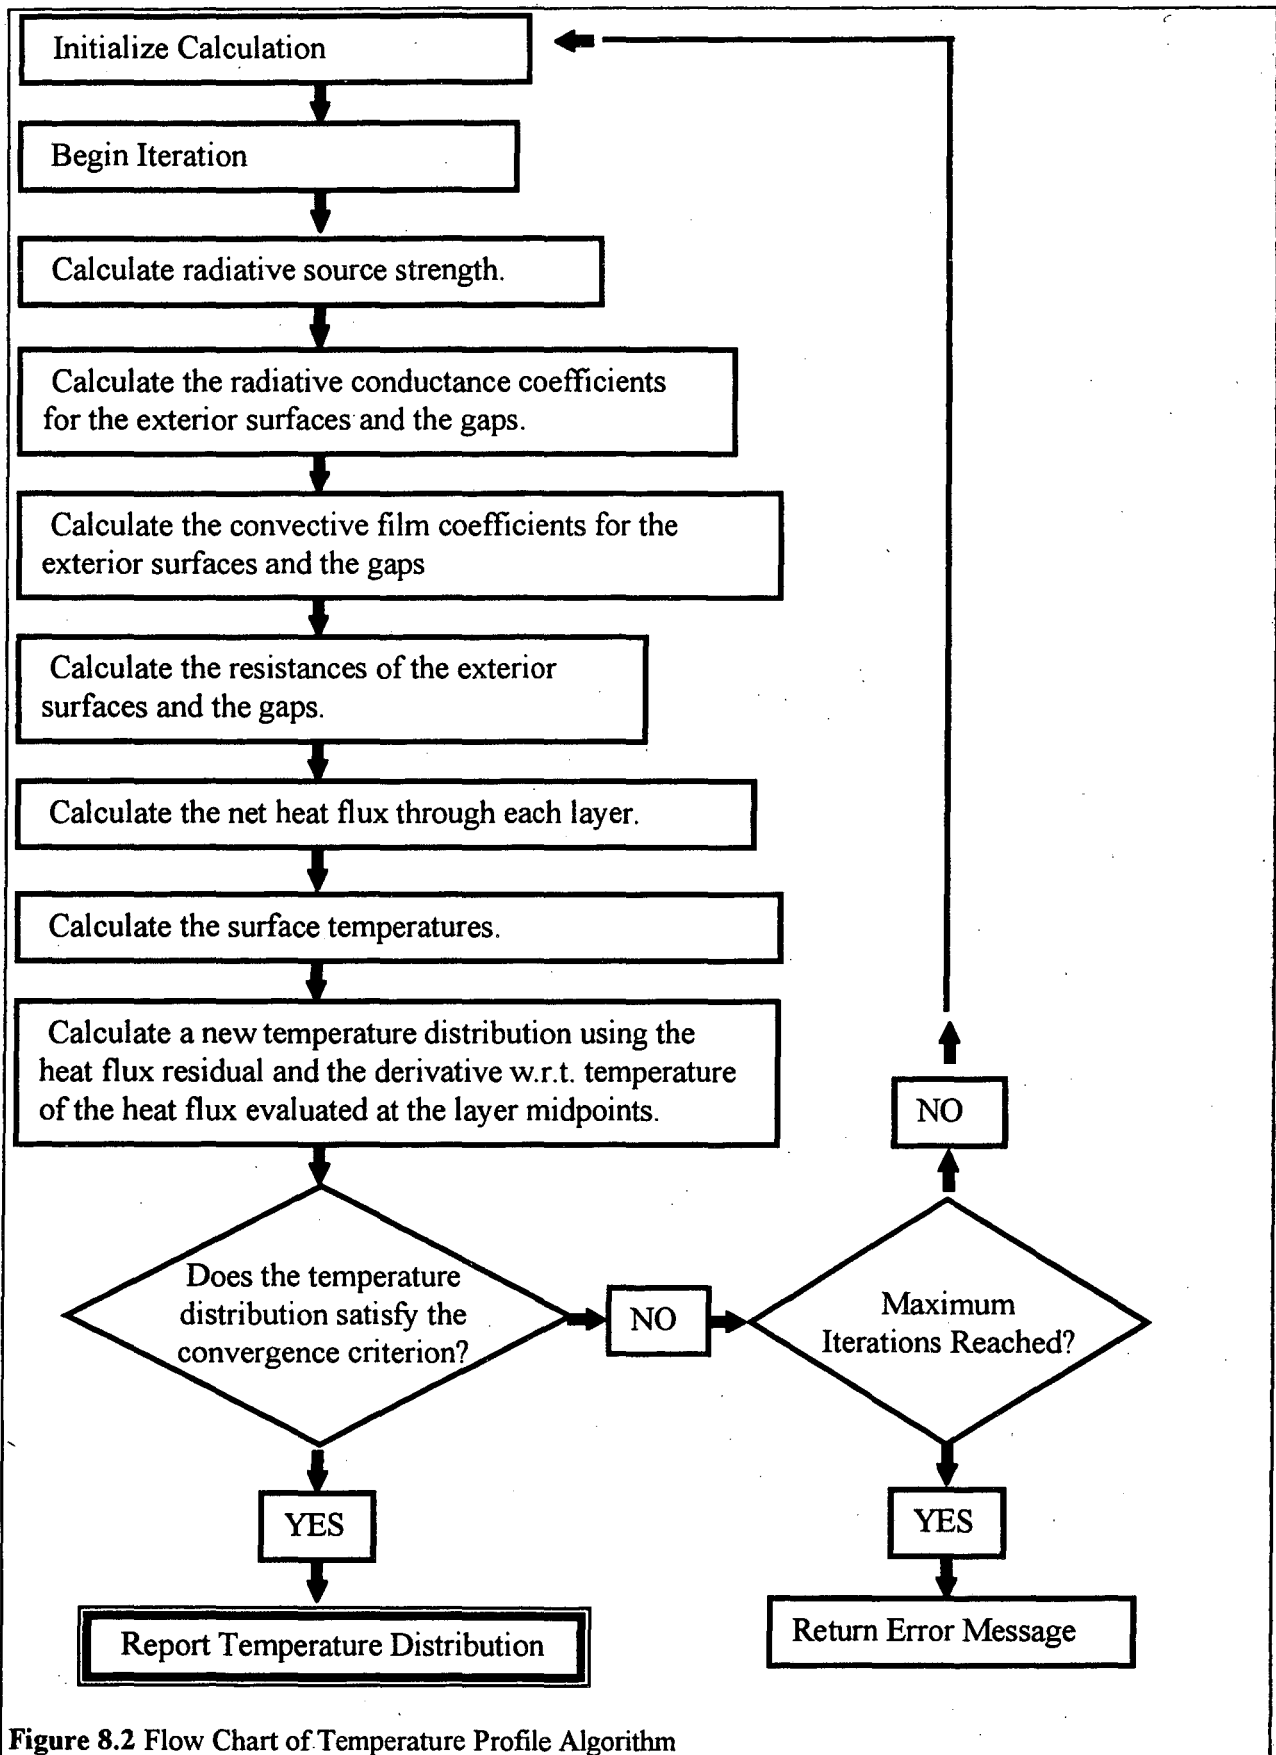 Initialize Calculation
Begin Iteration
Calculate radiative source strength.
Calculate the radiative conductance coefficients
for the exterior surfaces and the gaps.
Calculate the convective film coefficients for the
exterior surfaces and the gaps
Calculate the resistances of the exterior
surfaces and the gaps.
Calculate the net heat flux through each layer.
Calculate the surface temperatures.
Calculate a new temperature distribution using the
heat flux residual and the derivative w.r.t. temperature
of the heat flux evaluated at the layer midpoints.
Does the temperature
distribution satisfy the
convergence criterion?
NO
Maximum
Iterations Reached?
NO
YES
YES
Report Temperature Distribution
Return Error Message
Figure 8.2 Flow Chart of Temperature Profile Algorithm